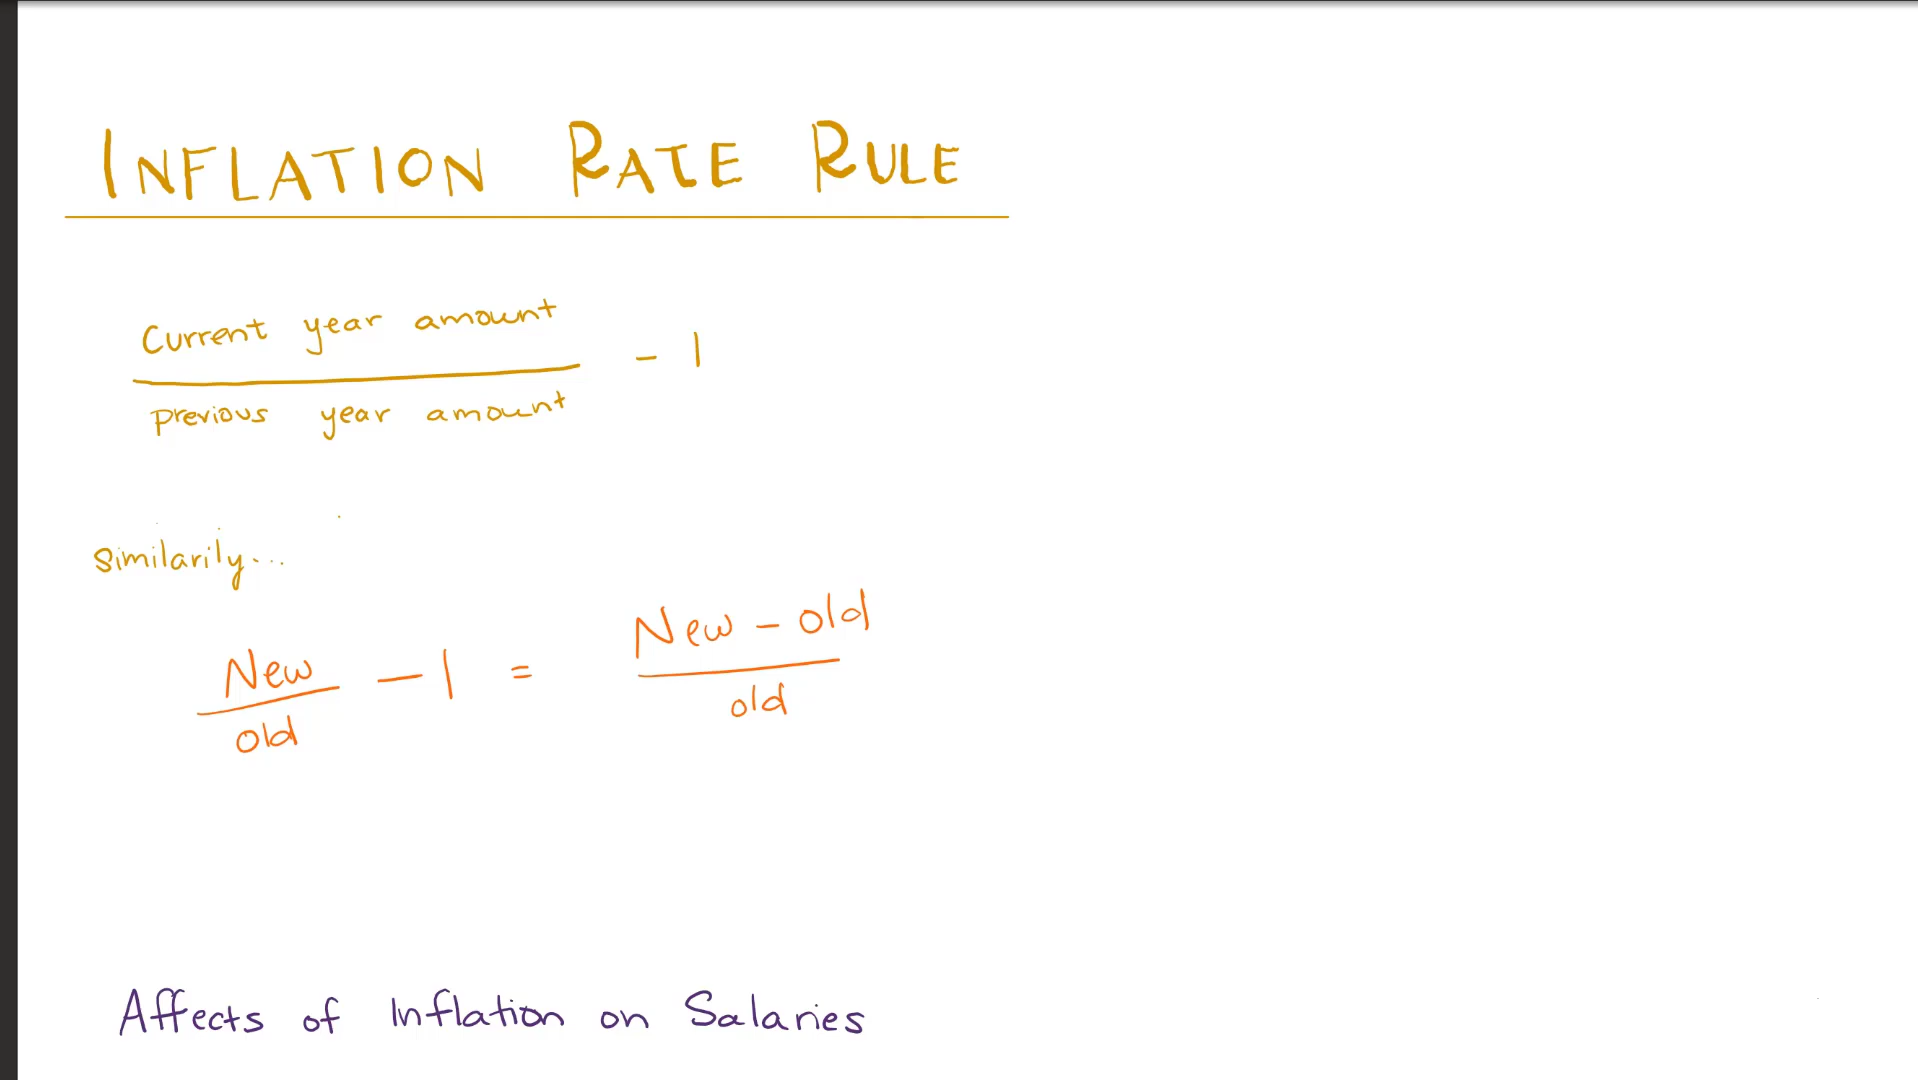 INFLATION RATE RULE
Current year amount
- 1
previous year amount
Similarily...
New - old
New - 1 =
old
old
Affects of Inflation on Salaries